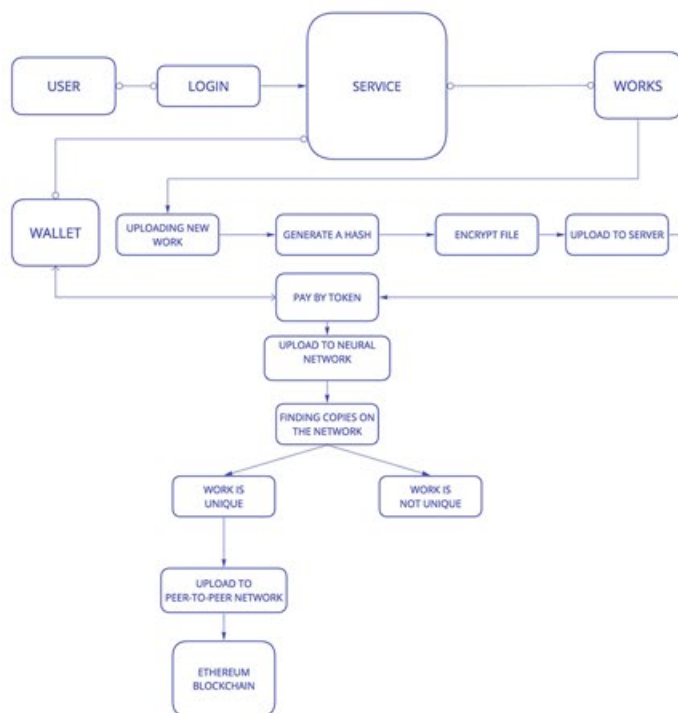 USER
LOGIN
SERVICE
WORKS
WALLET
UPLOADING NEW
WORK
GENERATE A HASH
ENCRYPT FILE
UPLOAD TO SERVER
PAY BY TOKEN
UPLOAD TO NEURAL
NETWORK
FINDING COPIES ON
THE NETWORK
WORK IS
UNIQUE
WORK IS
NOT UNIQUE
UPLOAD TO
PEER-TO-PEER NETWORK
ETHEREUM
BLOCKCHAIN